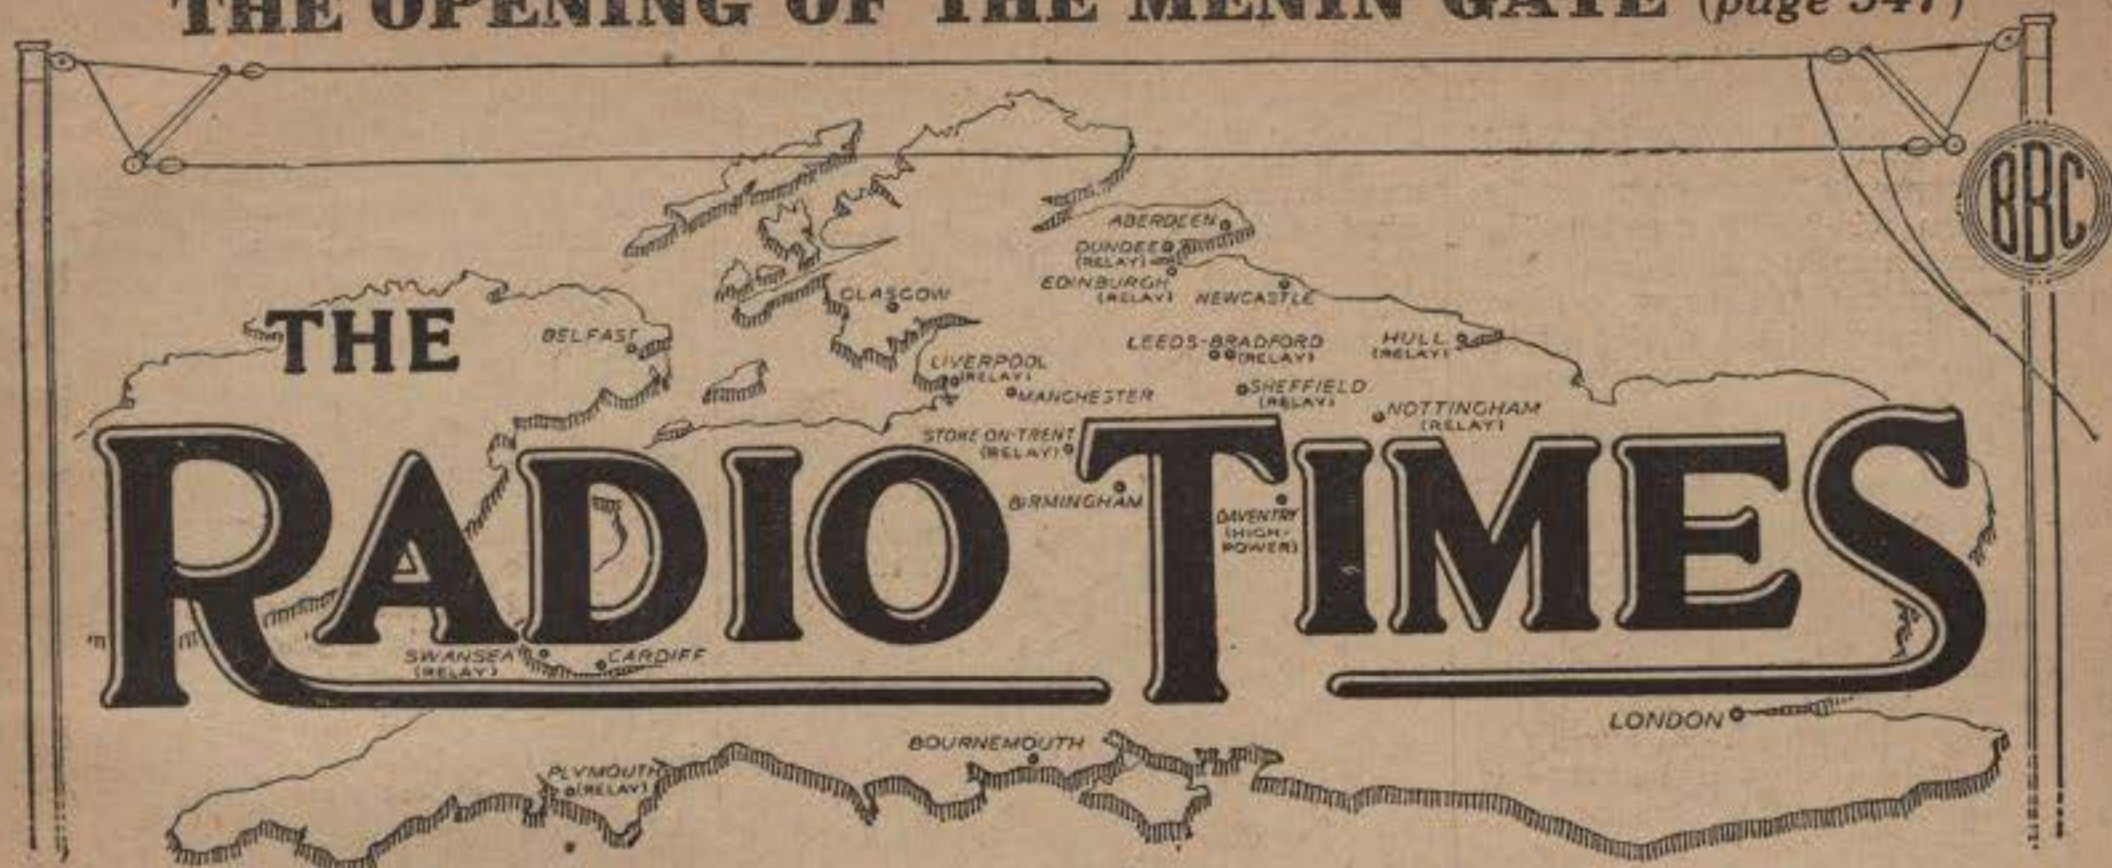 THE OPENING OF THE MENIN GATE (page 547)
BBC
ABERDEEN
DUNDEE
(RELAY)
EDINBURGH
(RELAY)
NEWCASTLE
GLASGOW
THE
BELFAST
LEEDS-BRADFORD
(RELAY)
HULL
(RELAY)
LIVERPOOL
(RELAY)
MANCHESTER
SHEFFIELD
(RELAY)
NOTTINGHAM
(RELAY)
STOKE ON-TRENT
(RELAY)
RADIO TIMES
BIRMINGHAM
DAVENTRY
(HIGH-
POWER)
SWANSEA
(RELAY)
CARDIFF
LONDON
BOURNEMOUTH
PLYMOUTH
(RELAY)